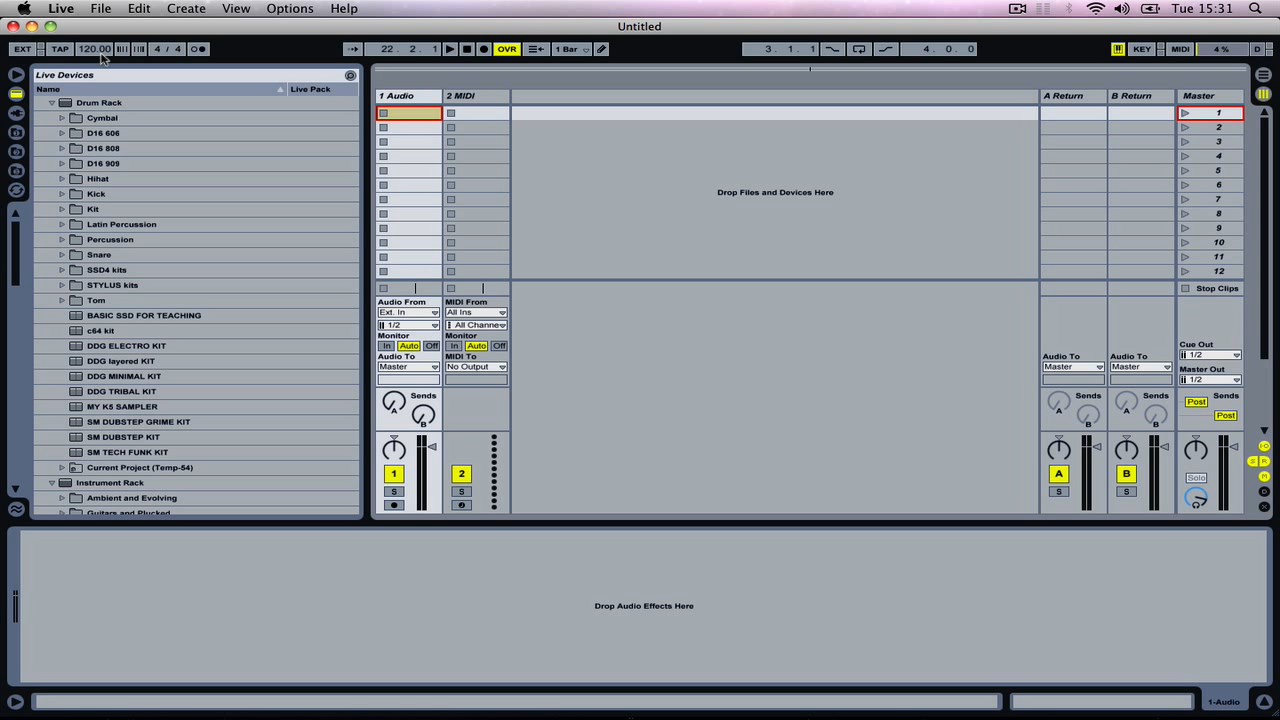 Live File Edit Create View Options Help Tue 15:31
Untitled
EXT TAP 120.00 4 / 4 22. 2. 1 OVR 1 Bar 3. 1. 1 4. 0. 0 KEY MIDI 4 % D
Live Devices
Name Live Pack
Drum Rack
Cymbal
D16 606
D16 808
D16 909
Hihat
Kick
Kit
Latin Percussion
Percussion
Snare
SSD4 kits
STYLUS kits
Tom
BASIC SSD FOR TEACHING
c64 kit
DDG ELECTRO KIT
DDG layered KIT
DDG MINIMAL KIT
DDG TRIBAL KIT
MY K5 SAMPLER
SM DUBSTEP GRIME KIT
SM DUBSTEP KIT
SM TECH FUNK KIT
Current Project (Temp-54)
Instrument Rack
Ambient and Evolving
Guitars and Plucked
1 Audio 2 MIDI A Return B Return Master
1
2
3
4
5
6
7
8
9
10
11
12
Drop Files and Devices Here
Stop Clips
Audio From MIDI From
Ext. In All Ins
1/2 All Channe
Monitor Monitor
In Auto Off In Auto Off
Audio To MIDI To Audio To Audio To
Master No Output Master Master
Cue Out
1/2
Master Out
1/2
Sends Sends Sends Sends
A B A B A B Post Post
1 2 A B Solo
S S S S
S R
M
D
X
Drop Audio Effects Here
1-Audio